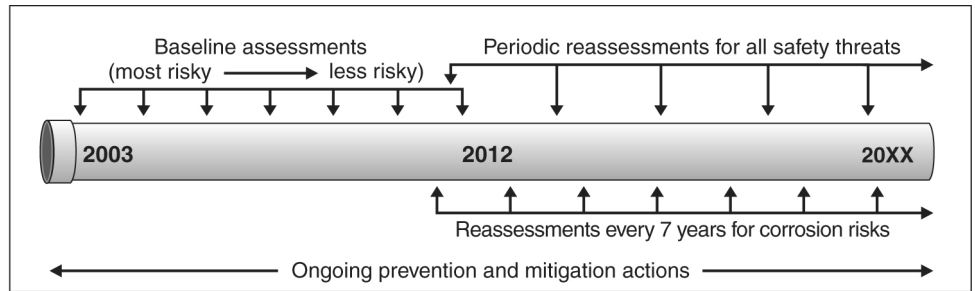 Baseline assessments
(most risky less risky)
Periodic reassessments for all safety threats
2003 2012 20XX
Reassessments every 7 years for corrosion risks
Ongoing prevention and mitigation actions